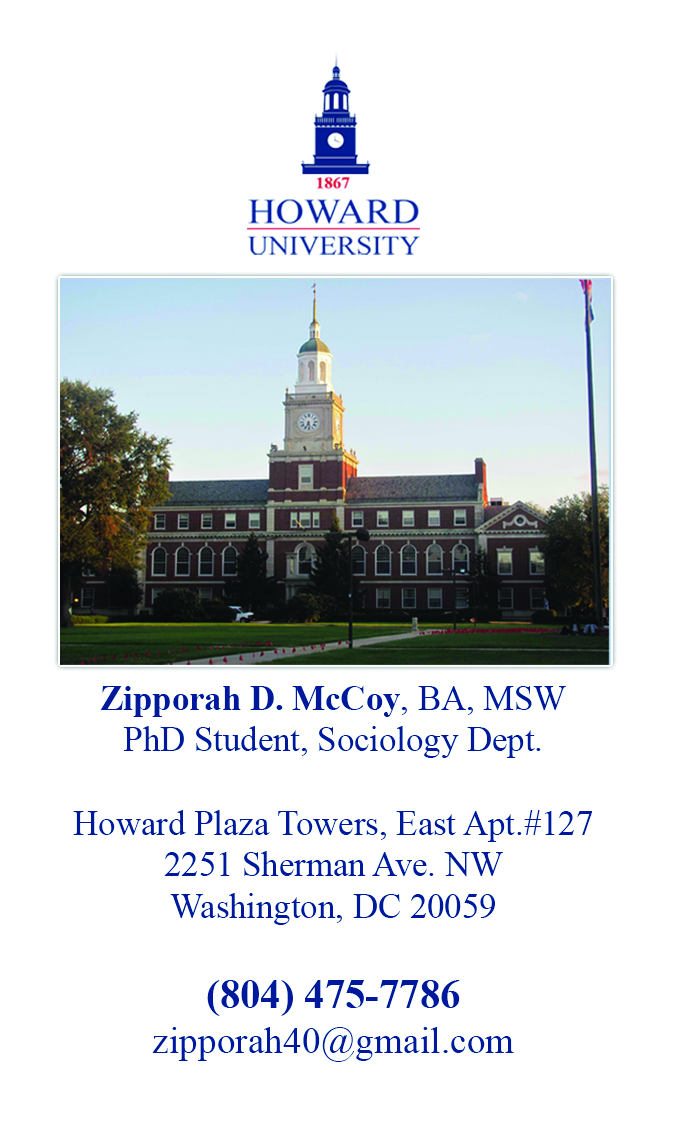 1867
HOWARD
UNIVERSITY
Zipporah D. McCoy, BA, MSW
PhD Student, Sociology Dept.
Howard Plaza Towers, East Apt.#127
2251 Sherman Ave. NW
Washington, DC 20059
(804) 475-7786
zipporah40@gmail.com